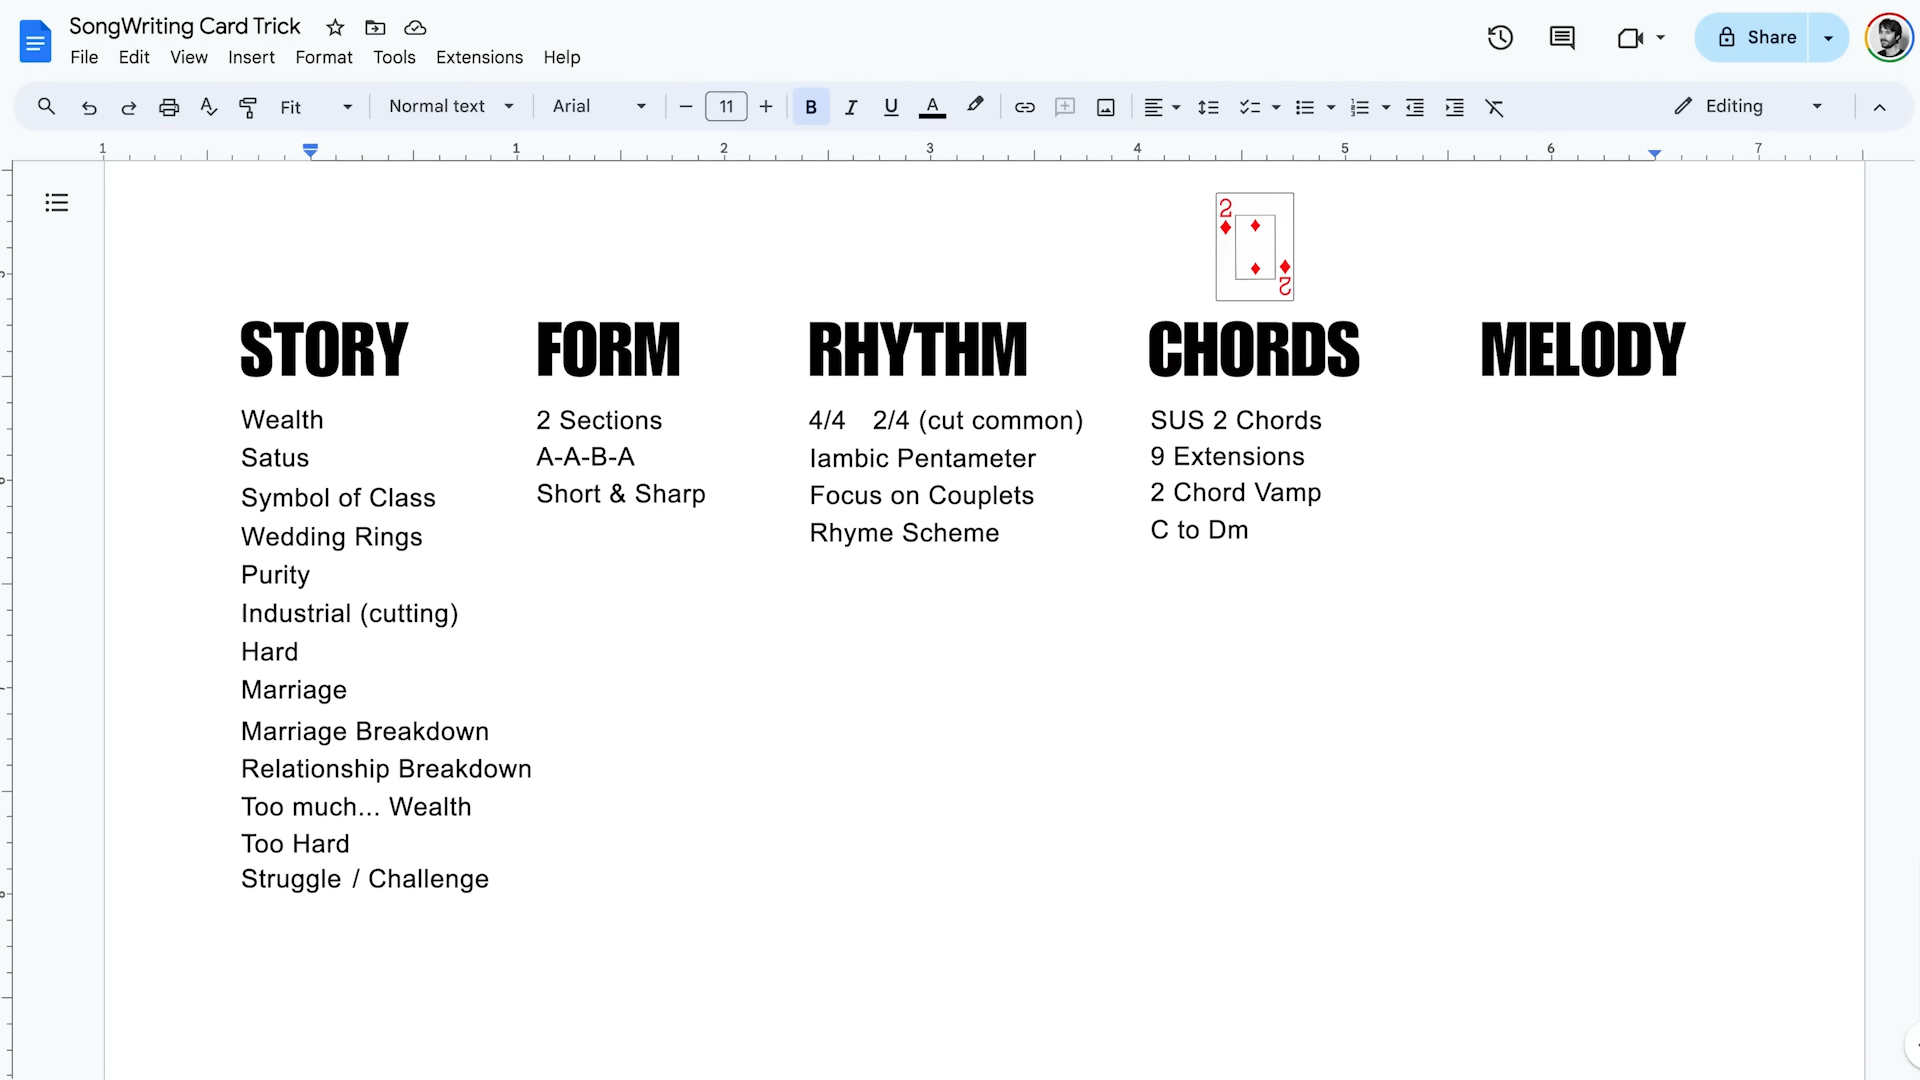 SongWriting Card Trick
File Edit View Insert Format Tools Extensions Help
Share
Fit Normal text Arial 11 B I U A Editing
1 1 2 3 4 5 6 7
2
2
STORY FORM RHYTHM CHORDS MELODY
Wealth 2 Sections 4/4 2/4 (cut common) SUS 2 Chords
Satus A-A-B-A Iambic Pentameter 9 Extensions
Symbol of Class Short & Sharp Focus on Couplets 2 Chord Vamp
Wedding Rings Rhyme Scheme C to Dm
Purity
Industrial (cutting)
Hard
Marriage
Marriage Breakdown
Relationship Breakdown
Too much... Wealth
Too Hard
Struggle / Challenge